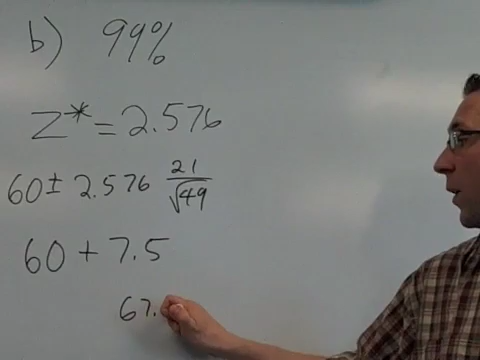 b) 99%
Z* = 2.576
60 ± 2.576 21/√49
60 + 7.5
67.